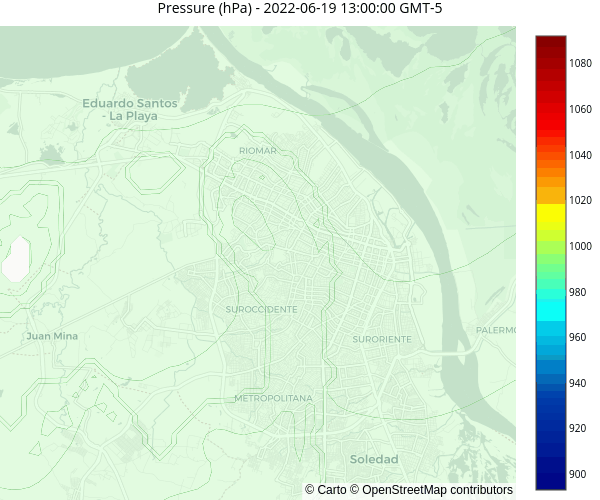 Pressure (hPa) - 2022-06-19 13:00:00 GMT-5
Eduardo Santos
- La Playa
RIOMAR
SUROCCIDENTE
Juan Mina
SURORIENTE
PALERMO
METROPOLITANA
Soledad
© Carto © OpenStreetMap contributors
1080
1060
1040
1020
1000
980
960
940
920
900